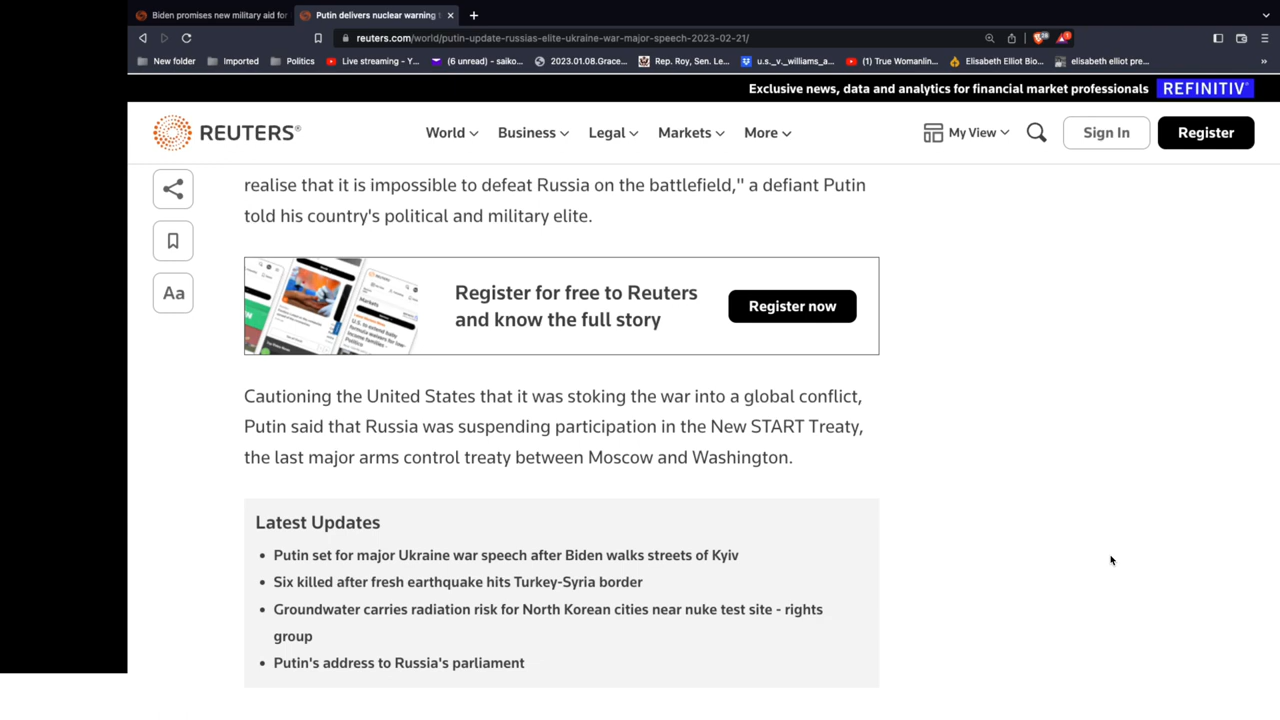 Biden promises new military aid for
Putin delivers nuclear warning
reuters.com/world/putin-update-russias-elite-ukraine-war-major-speech-2023-02-21/
New folder
Imported
Politics
Live streaming - Y...
(6 unread) - saiko...
2023.01.08.Grace...
Rep. Roy, Sen. Le...
u.s._v._williams_a...
(1) True Womanlin...
Elisabeth Elliot Bio...
elisabeth elliot pre...
»
Exclusive news, data and analytics for financial market professionals REFINITIV
REUTERS®
World
Business
Legal
Markets
More
My View
Sign In
Register
realise that it is impossible to defeat Russia on the battlefield," a defiant Putin
told his country's political and military elite.
Aa
Register for free to Reuters
and know the full story
Register now
Cautioning the United States that it was stoking the war into a global conflict,
Putin said that Russia was suspending participation in the New START Treaty,
the last major arms control treaty between Moscow and Washington.
Latest Updates
• Putin set for major Ukraine war speech after Biden walks streets of Kyiv
• Six killed after fresh earthquake hits Turkey-Syria border
• Groundwater carries radiation risk for North Korean cities near nuke test site - rights
group
• Putin's address to Russia's parliament